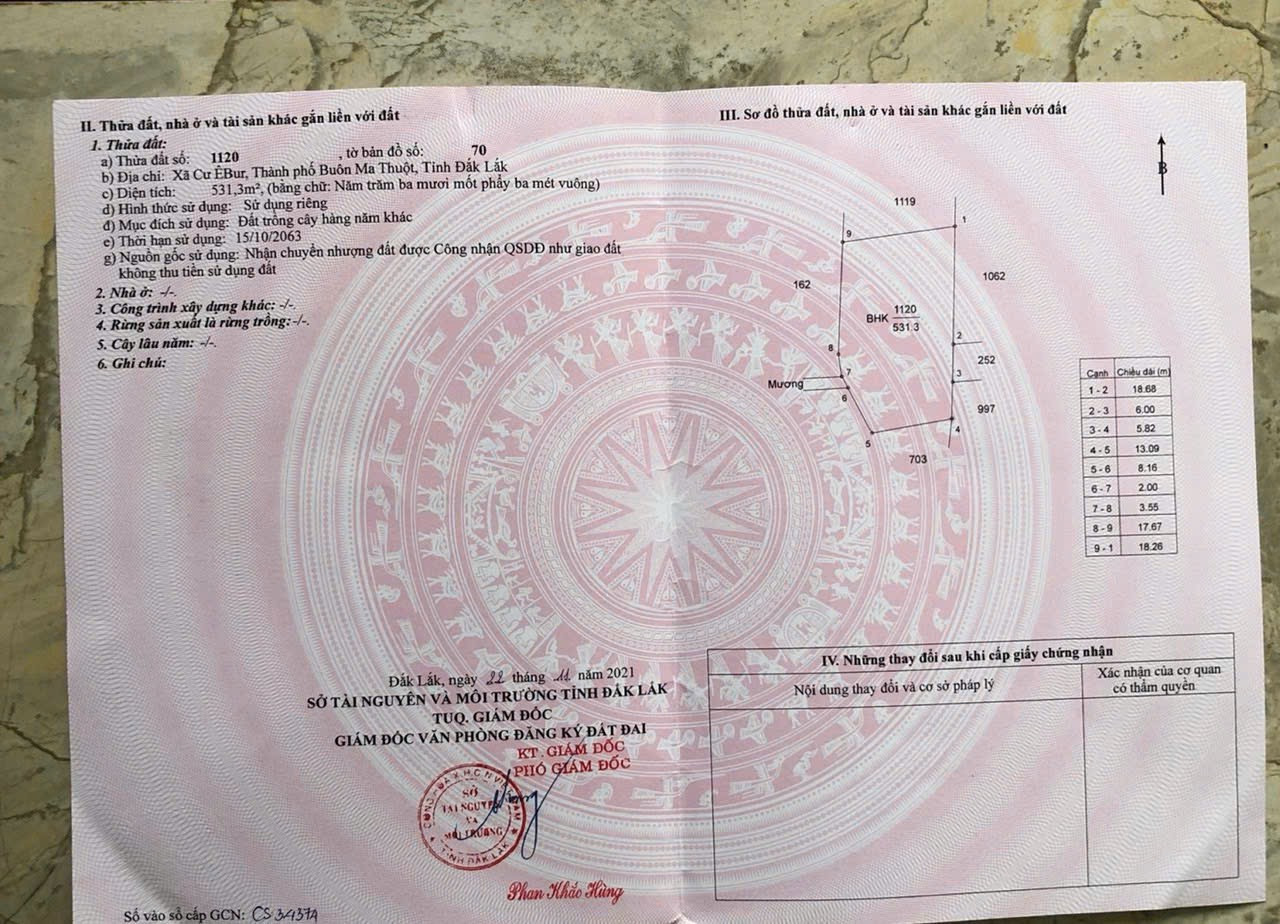 II. Thửa đất, nhà ở và tài sản khác gắn liền với đất
1. Thửa đất:
a) Thửa đất số: 1120 , tờ bản đồ số: 70
b) Địa chỉ: Xã Cư ÊBur, Thành phố Buôn Ma Thuột, Tỉnh Đắk Lắk
c) Diện tích: 531,3m², (bằng chữ: Năm trăm ba mươi mốt phẩy ba mét vuông)
d) Hình thức sử dụng: Sử dụng riêng
đ) Mục đích sử dụng: Đất trồng cây hàng năm khác
e) Thời hạn sử dụng: 15/10/2063
g) Nguồn gốc sử dụng: Nhận chuyển nhượng đất được Công nhận QSDĐ như giao đất
không thu tiền sử dụng đất
2. Nhà ở: -/-.
3. Công trình xây dựng khác: -/-.
4. Rừng sản xuất là rừng trồng:-/-.
5. Cây lâu năm: -/-.
6. Ghi chú:
Đắk Lắk, ngày 22 tháng 11 năm 2021
SỞ TÀI NGUYÊN VÀ MÔI TRƯỜNG TỈNH ĐẮK LẮK
TUQ. GIÁM ĐỐC
GIÁM ĐỐC VĂN PHÒNG ĐĂNG KÝ ĐẤT ĐAI
KT. GIÁM ĐỐC
PHÓ GIÁM ĐỐC
SỞ
TÀI NGUYÊN
VÀ
MÔI TRƯỜNG
TỈNH ĐẮK LẮK
Phan Khắc Hùng
Số vào sổ cấp GCN: CS
III. Sơ đồ thửa đất, nhà ở và tài sản khác gắn liền với đất
B
1119
1
9
1062
162
BHK 1120
531.3
2
8
252
7
3
Mương
6
997
4
5
703
Cạnh Chiều dài (m)
1 - 2 18.68
2 - 3 6.00
3 - 4 5.82
4 - 5 13.09
5 - 6 8.16
6 - 7 2.00
7 - 8 3.55
8 - 9 17.67
9 - 1 18.26
IV. Những thay đổi sau khi cấp giấy chứng nhận
Nội dung thay đổi và cơ sở pháp lý
Xác nhận của cơ quan
có thẩm quyền